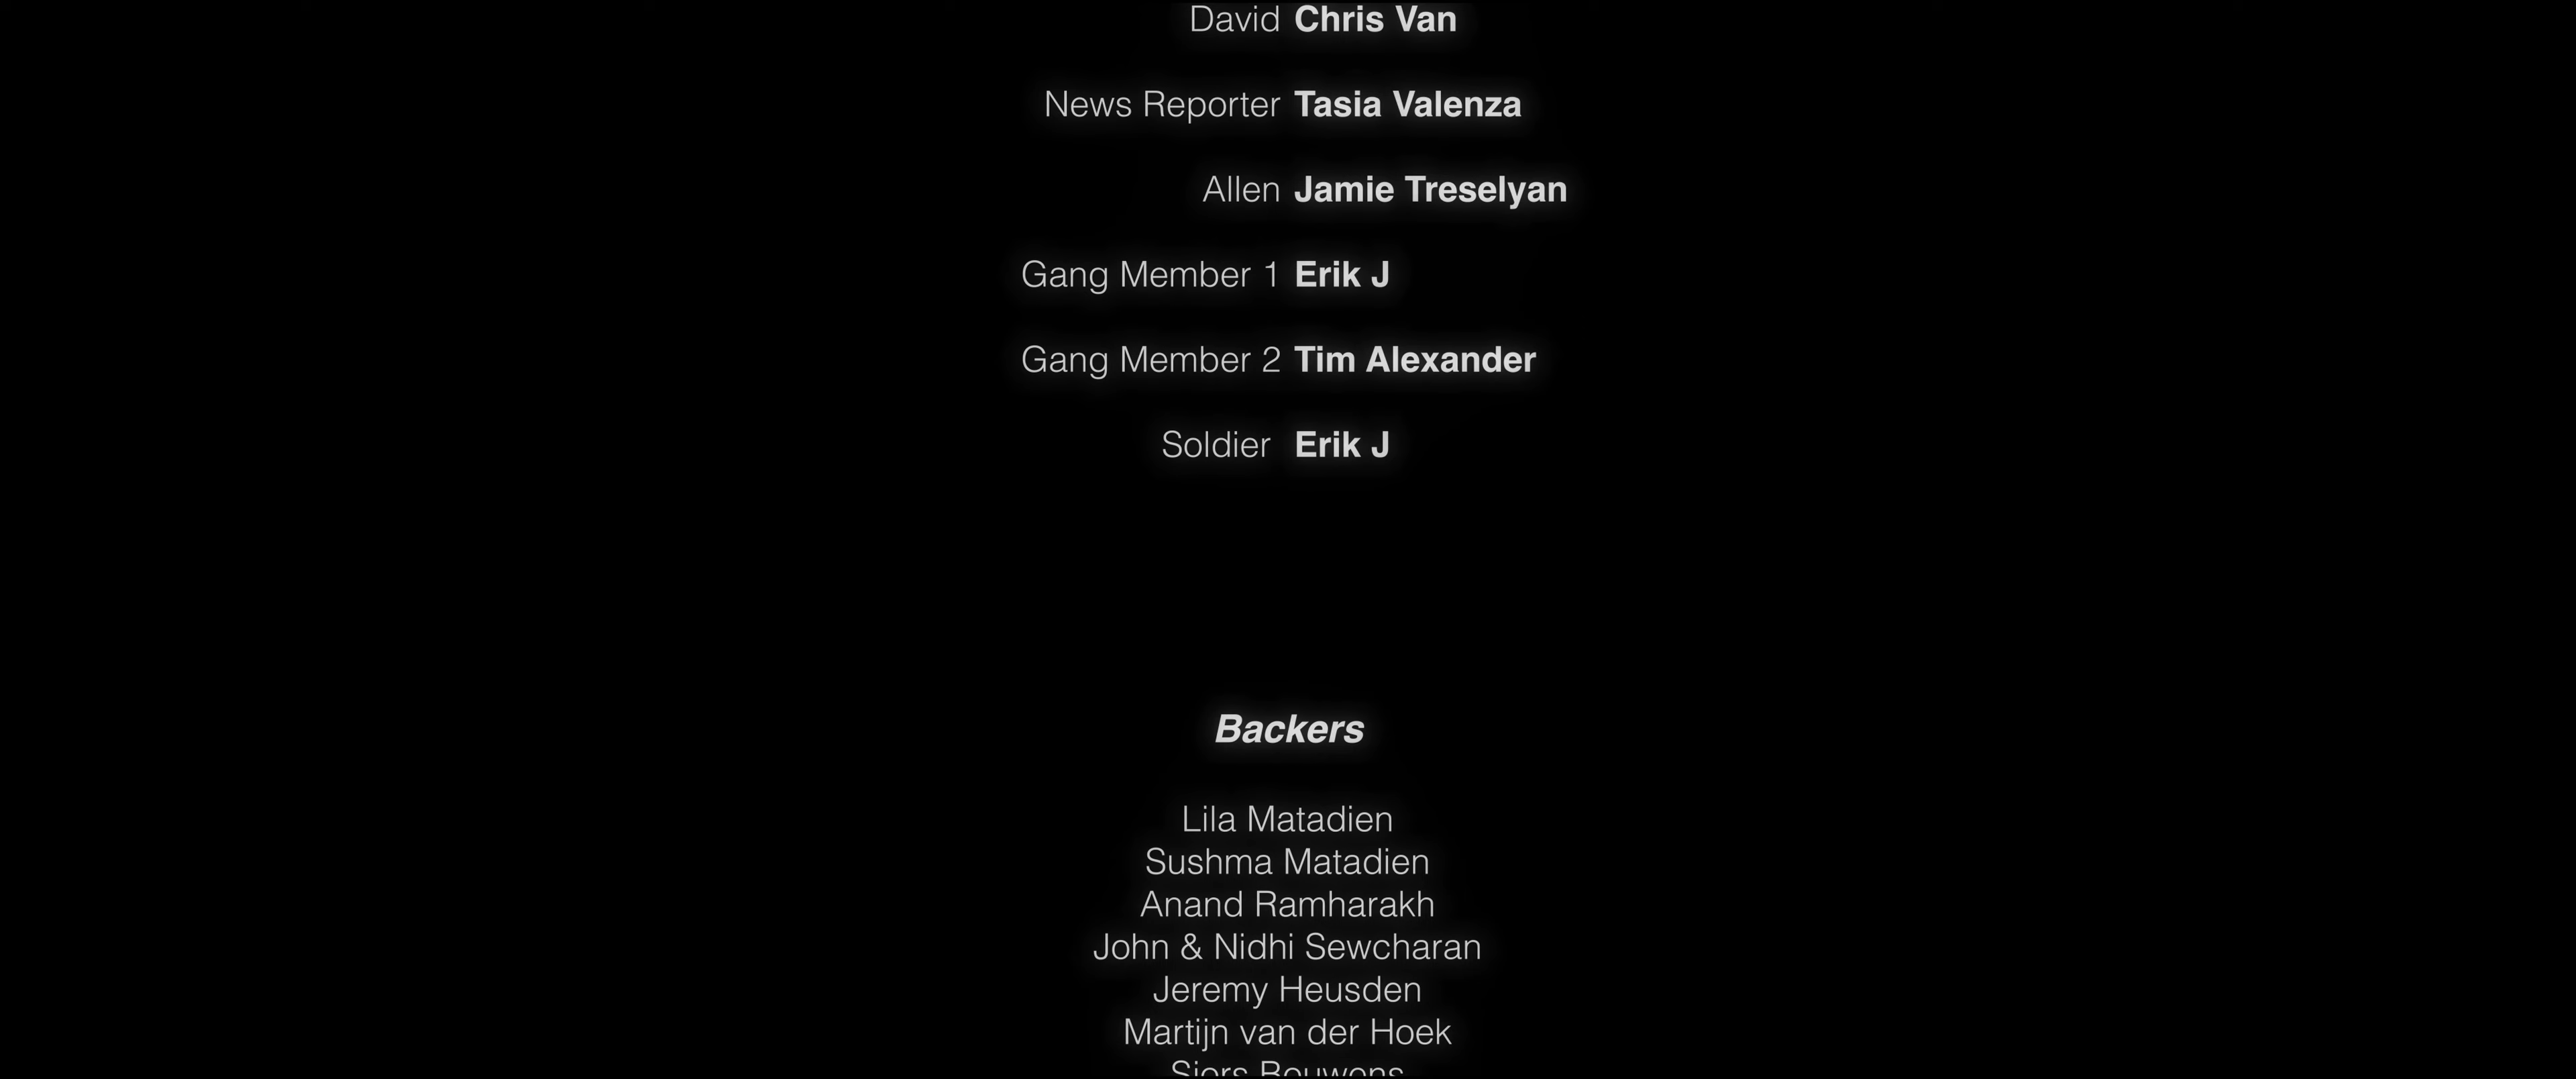 David Chris Van
News Reporter Tasia Valenza
Allen Jamie Treselyan
Gang Member 1 Erik J
Gang Member 2 Tim Alexander
Soldier Erik J
Backers
Lila Matadien
Sushma Matadien
Anand Ramharakh
John & Nidhi Sewcharan
Jeremy Heusden
Martijn van der Hoek